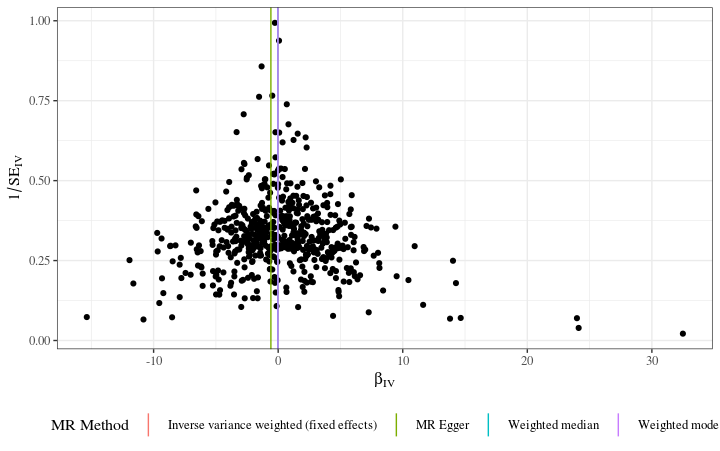 1.00
0.75
0.50
0.25
0.00
1/SE_IV
-10
0
10
20
30
β_IV
MR Method
Inverse variance weighted (fixed effects)
MR Egger
Weighted median
Weighted mode